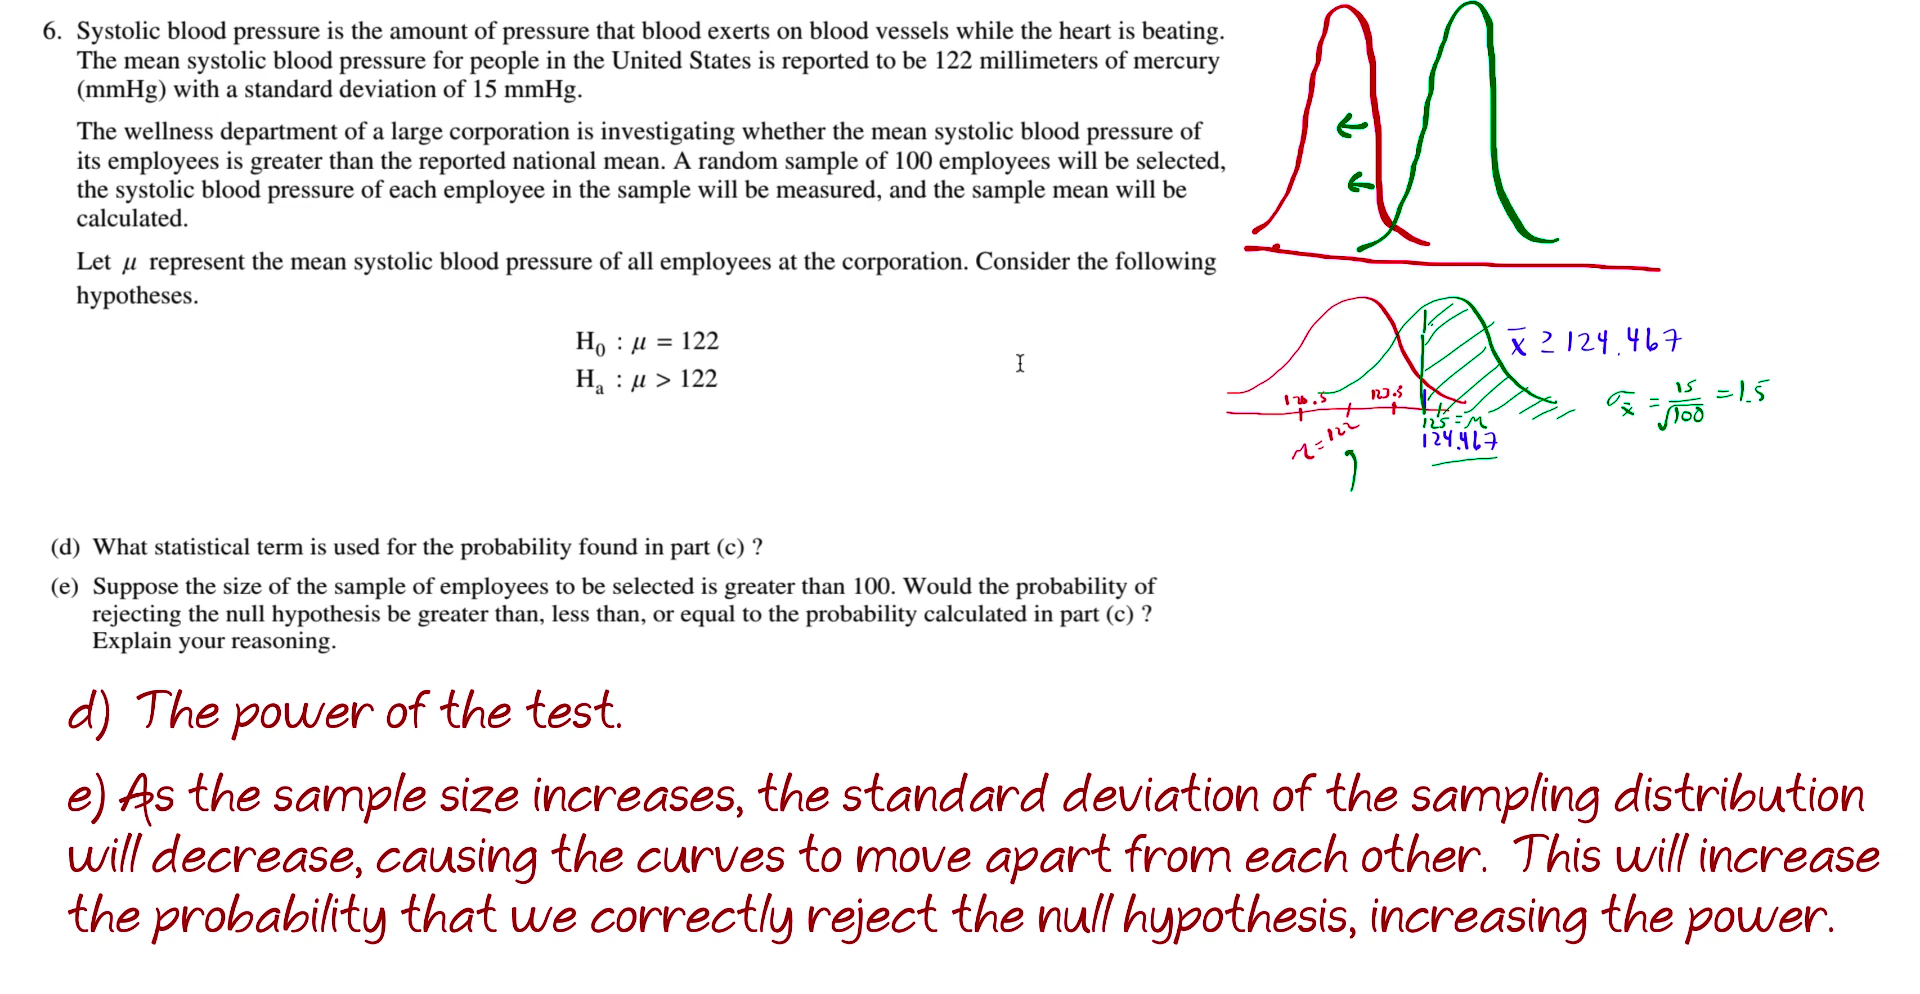 6. Systolic blood pressure is the amount of pressure that blood exerts on blood vessels while the heart is beating.
The mean systolic blood pressure for people in the United States is reported to be 122 millimeters of mercury
(mmHg) with a standard deviation of 15 mmHg.
The wellness department of a large corporation is investigating whether the mean systolic blood pressure of
its employees is greater than the reported national mean. A random sample of 100 employees will be selected,
the systolic blood pressure of each employee in the sample will be measured, and the sample mean will be
calculated.
Let μ represent the mean systolic blood pressure of all employees at the corporation. Consider the following
hypotheses.
H₀ : μ = 122
Hₐ : μ > 122
x̄ ≥ 124.467
σx̄ = 15/√100 = 1.5
120.5
123.5
μ = 122
125 = μ
124.467
(d) What statistical term is used for the probability found in part (c) ?
(e) Suppose the size of the sample of employees to be selected is greater than 100. Would the probability of
rejecting the null hypothesis be greater than, less than, or equal to the probability calculated in part (c) ?
Explain your reasoning.
d) The power of the test.
e) As the sample size increases, the standard deviation of the sampling distribution
will decrease, causing the curves to move apart from each other. This will increase
the probability that we correctly reject the null hypothesis, increasing the power.